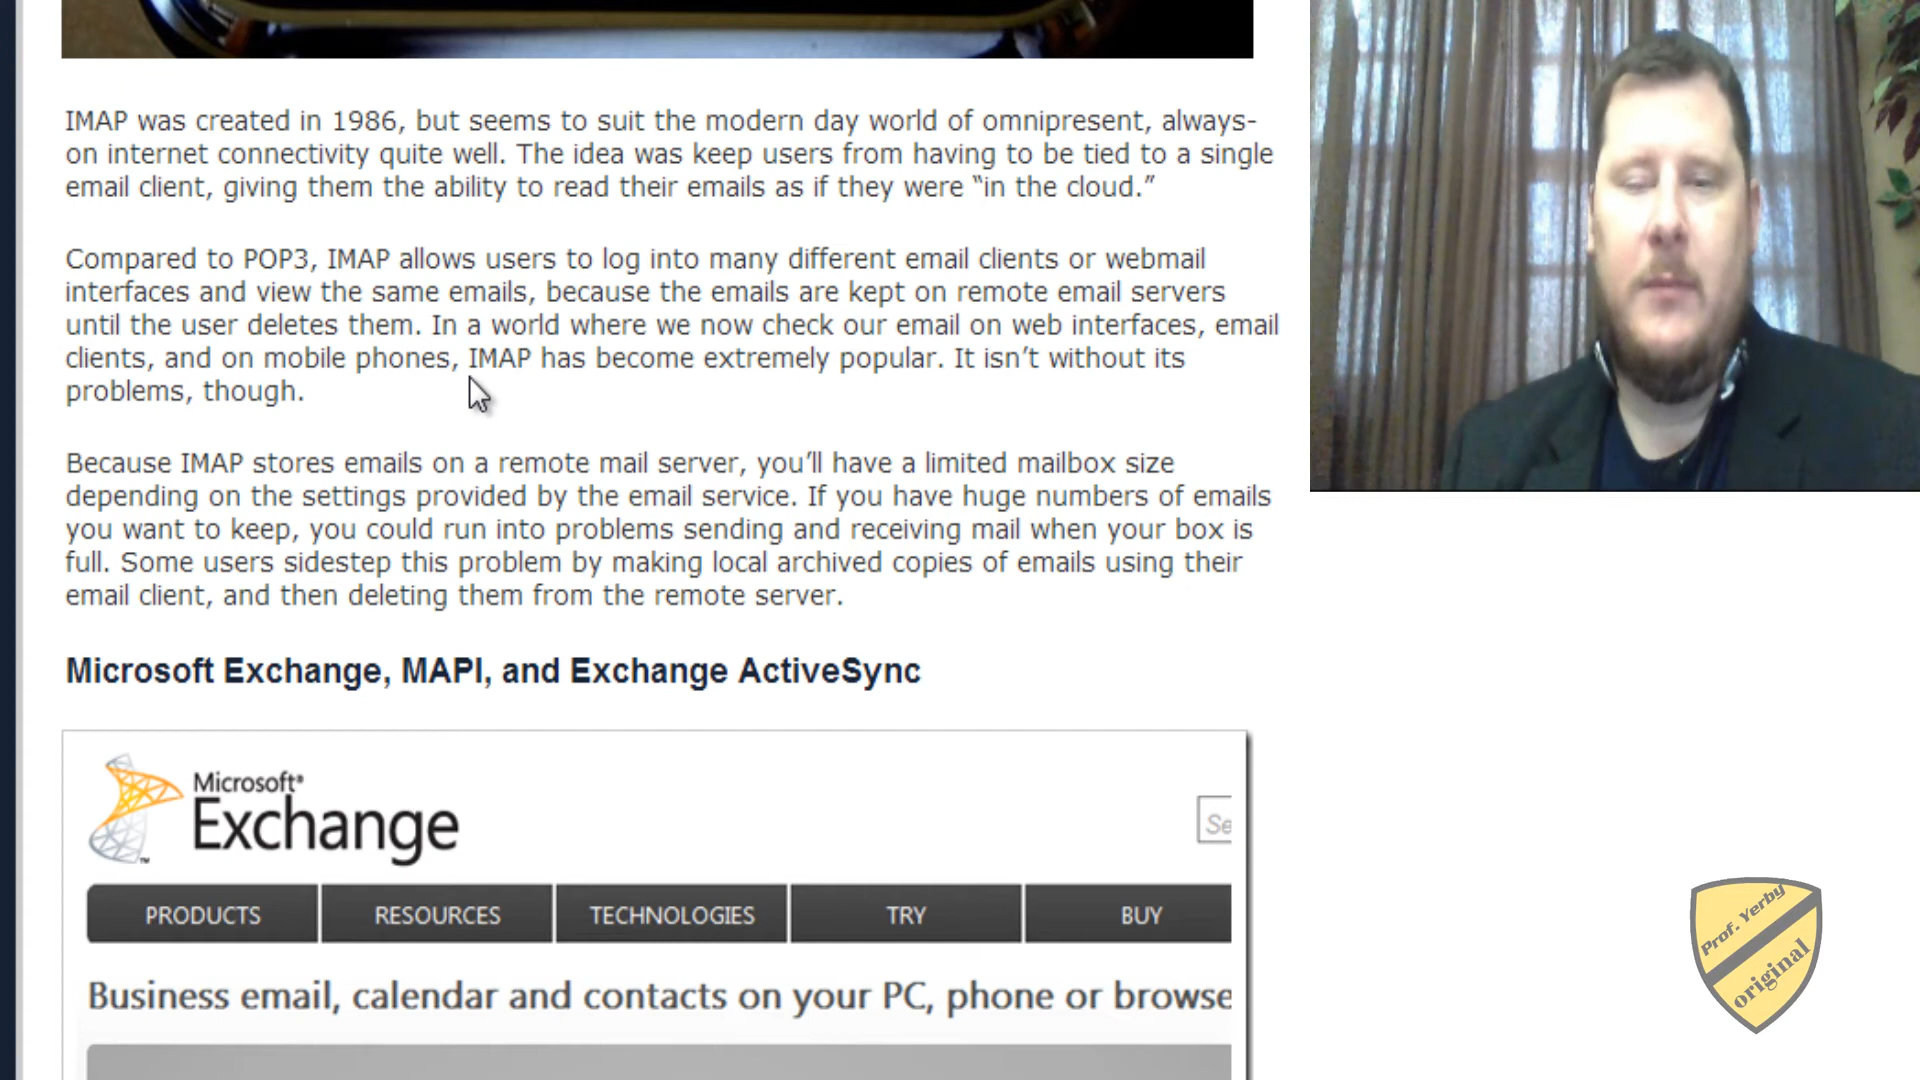 IMAP was created in 1986, but seems to suit the modern day world of omnipresent, always-
on internet connectivity quite well. The idea was keep users from having to be tied to a single
email client, giving them the ability to read their emails as if they were “in the cloud.”
Compared to POP3, IMAP allows users to log into many different email clients or webmail
interfaces and view the same emails, because the emails are kept on remote email servers
until the user deletes them. In a world where we now check our email on web interfaces, email
clients, and on mobile phones, IMAP has become extremely popular. It isn’t without its
problems, though.
Because IMAP stores emails on a remote mail server, you’ll have a limited mailbox size
depending on the settings provided by the email service. If you have huge numbers of emails
you want to keep, you could run into problems sending and receiving mail when your box is
full. Some users sidestep this problem by making local archived copies of emails using their
email client, and then deleting them from the remote server.
Microsoft Exchange, MAPI, and Exchange ActiveSync
Microsoft®
Exchange
™
Se
PRODUCTS RESOURCES TECHNOLOGIES TRY BUY
Business email, calendar and contacts on your PC, phone or browse
Prof. Yerby
original